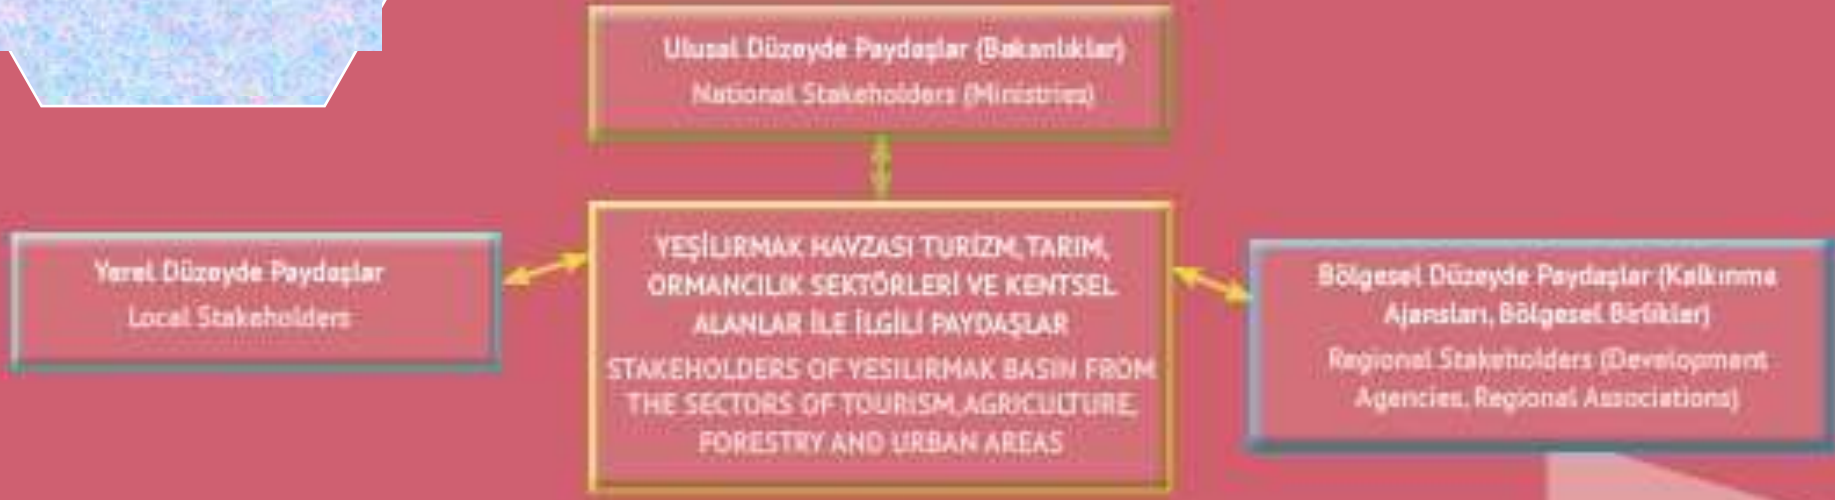 Ulusal Düzeyde Paydaşlar (Bakanlıklar)
National Stakeholders (Ministries)
Yerel Düzeyde Paydaşlar
Local Stakeholders
YEŞİLIRMAK HAVZASI TURİZM, TARIM,
ORMANCILIK SEKTÖRLERİ VE KENTSEL
ALANLAR İLE İLGİLİ PAYDAŞLAR
STAKEHOLDERS OF YESILIRMAK BASIN FROM
THE SECTORS OF TOURISM, AGRICULTURE,
FORESTRY AND URBAN AREAS
Bölgesel Düzeyde Paydaşlar (Kalkınma
Ajansları, Bölgesel Birlikler)
Regional Stakeholders (Development
Agencies, Regional Associations)